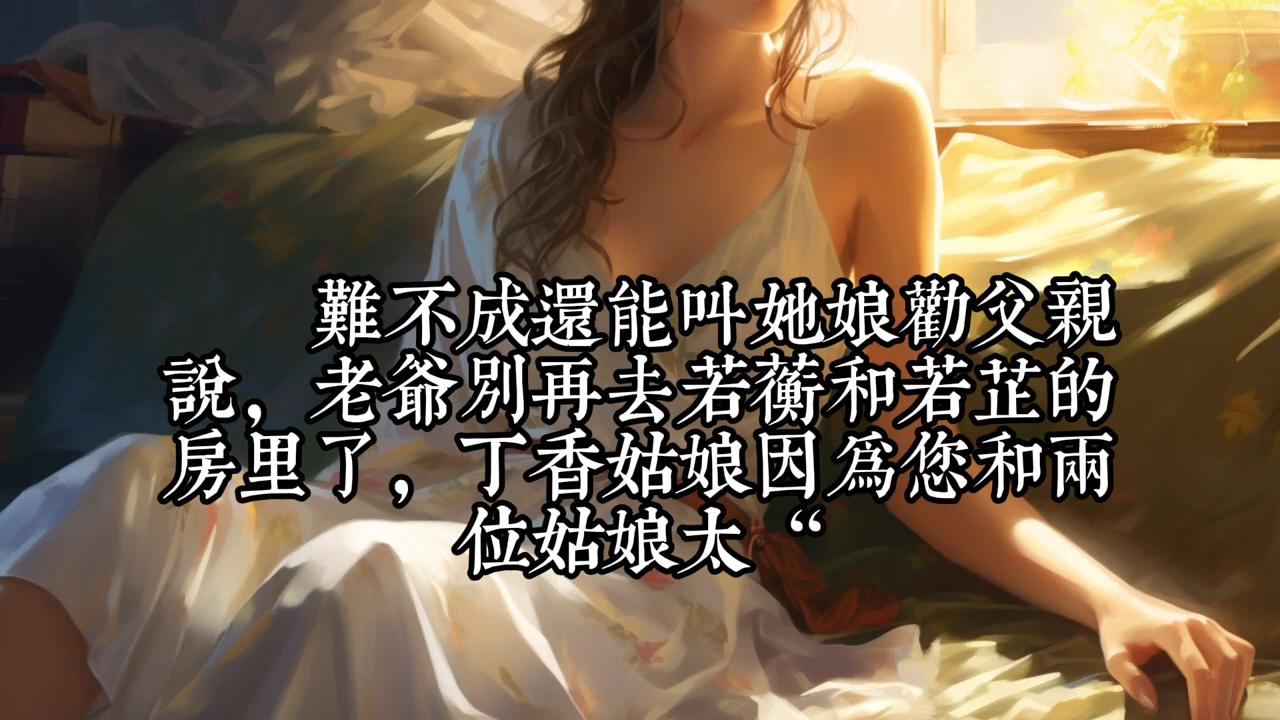 難不成還能叫她娘勸父親
說，老爺別再去若蘅和若芷的
房里了，丁香姑娘因爲您和兩
位姑娘太“